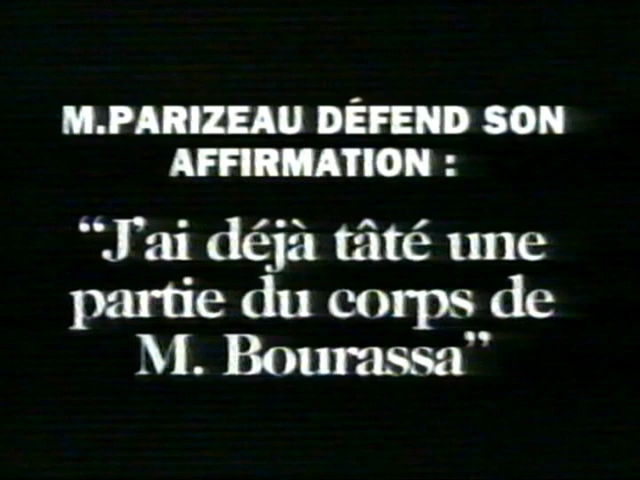 M.PARIZEAU DÉFEND SON
AFFIRMATION :
“J'ai déjà tâté une
partie du corps de
M. Bourassa”